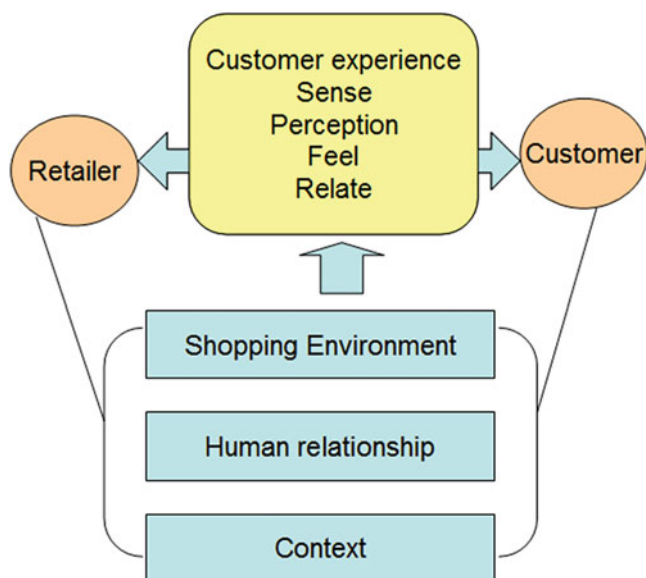 Customer experience
Sense
Perception
Feel
Relate
Retailer
Customer
Shopping Environment
Human relationship
Context